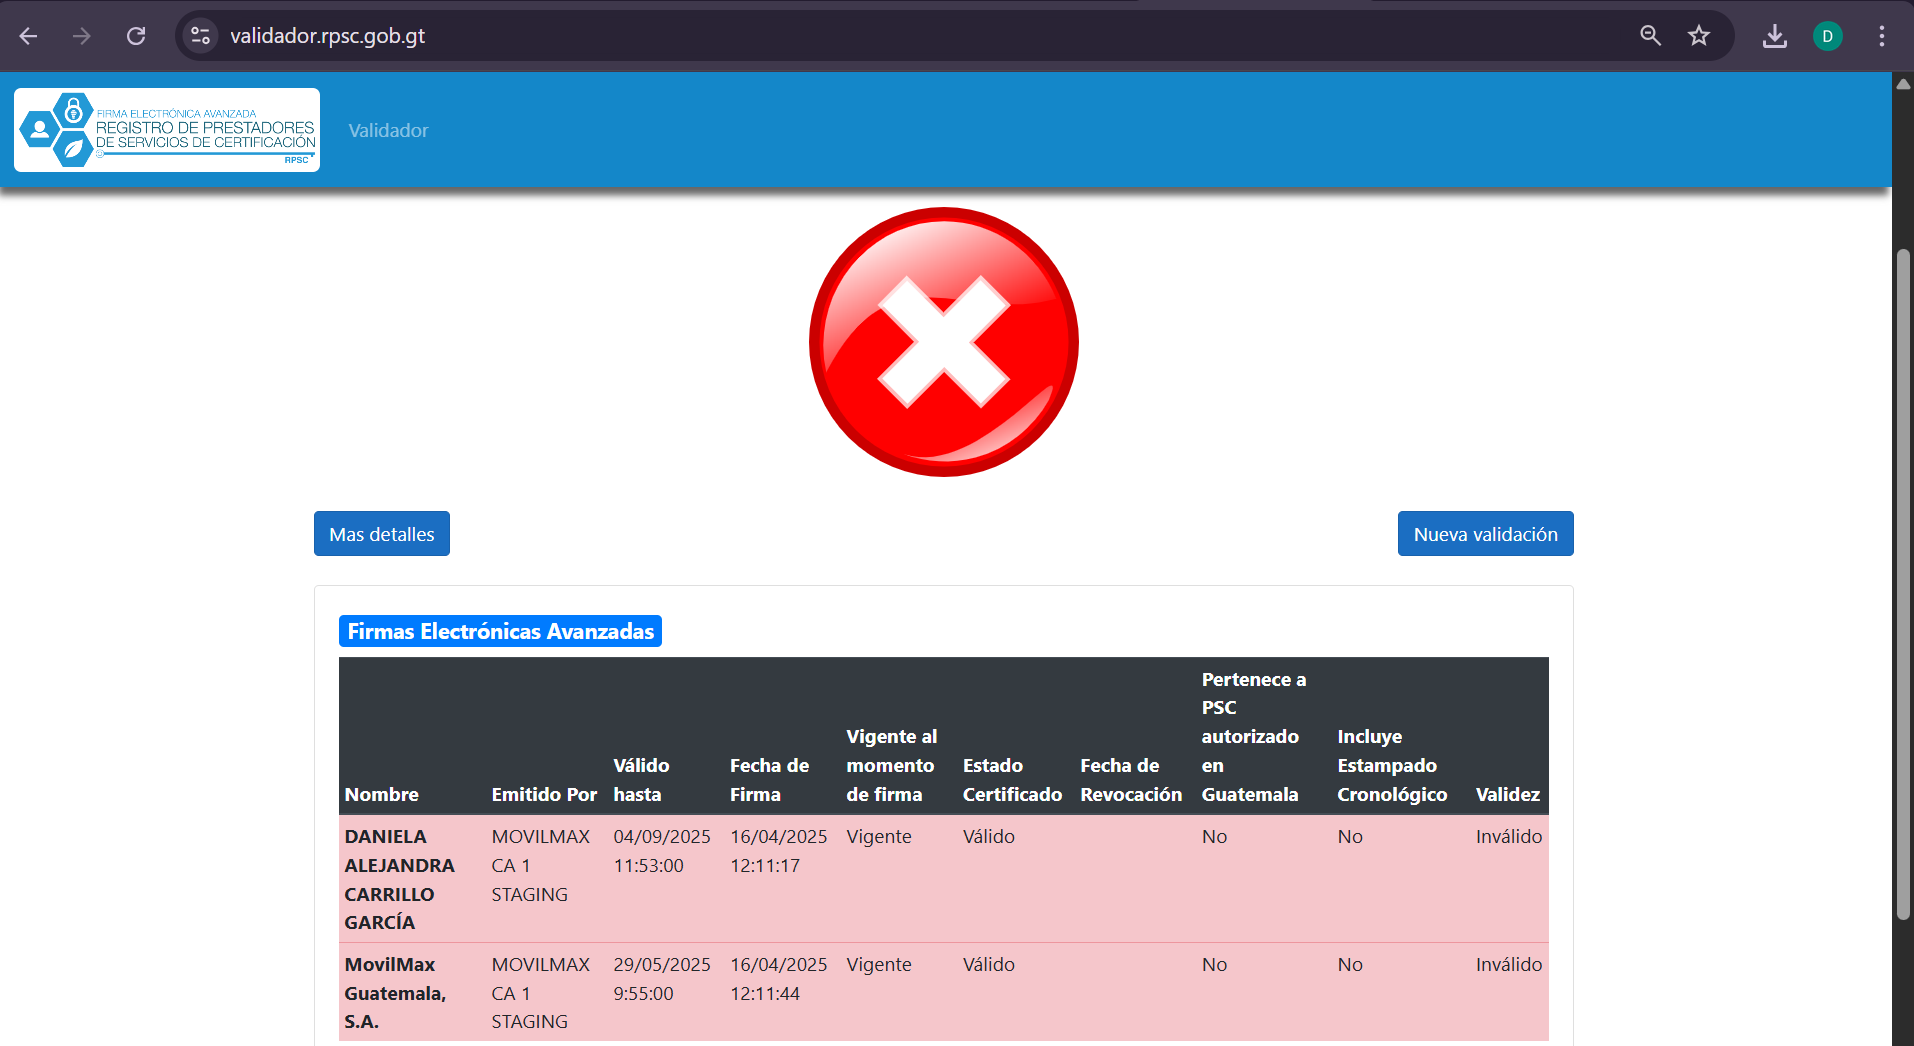 validador.rpsc.gob.gt
D
FIRMA ELECTRÓNICA AVANZADA
REGISTRO DE PRESTADORES
DE SERVICIOS DE CERTIFICACIÓN
RPSC
Validador
Mas detalles
Nueva validación
Firmas Electrónicas Avanzadas
Nombre
Emitido Por
Válido
hasta
Fecha de
Firma
Vigente al
momento
de firma
Estado
Certificado
Fecha de
Revocación
Pertenece a
PSC
autorizado
en
Guatemala
Incluye
Estampado
Cronológico
Validez
DANIELA
ALEJANDRA
CARRILLO
GARCÍA
MOVILMAX
CA 1
STAGING
04/09/2025
11:53:00
16/04/2025
12:11:17
Vigente
Válido
No
No
Inválido
MovilMax
Guatemala,
S.A.
MOVILMAX
CA 1
STAGING
29/05/2025
9:55:00
16/04/2025
12:11:44
Vigente
Válido
No
No
Inválido